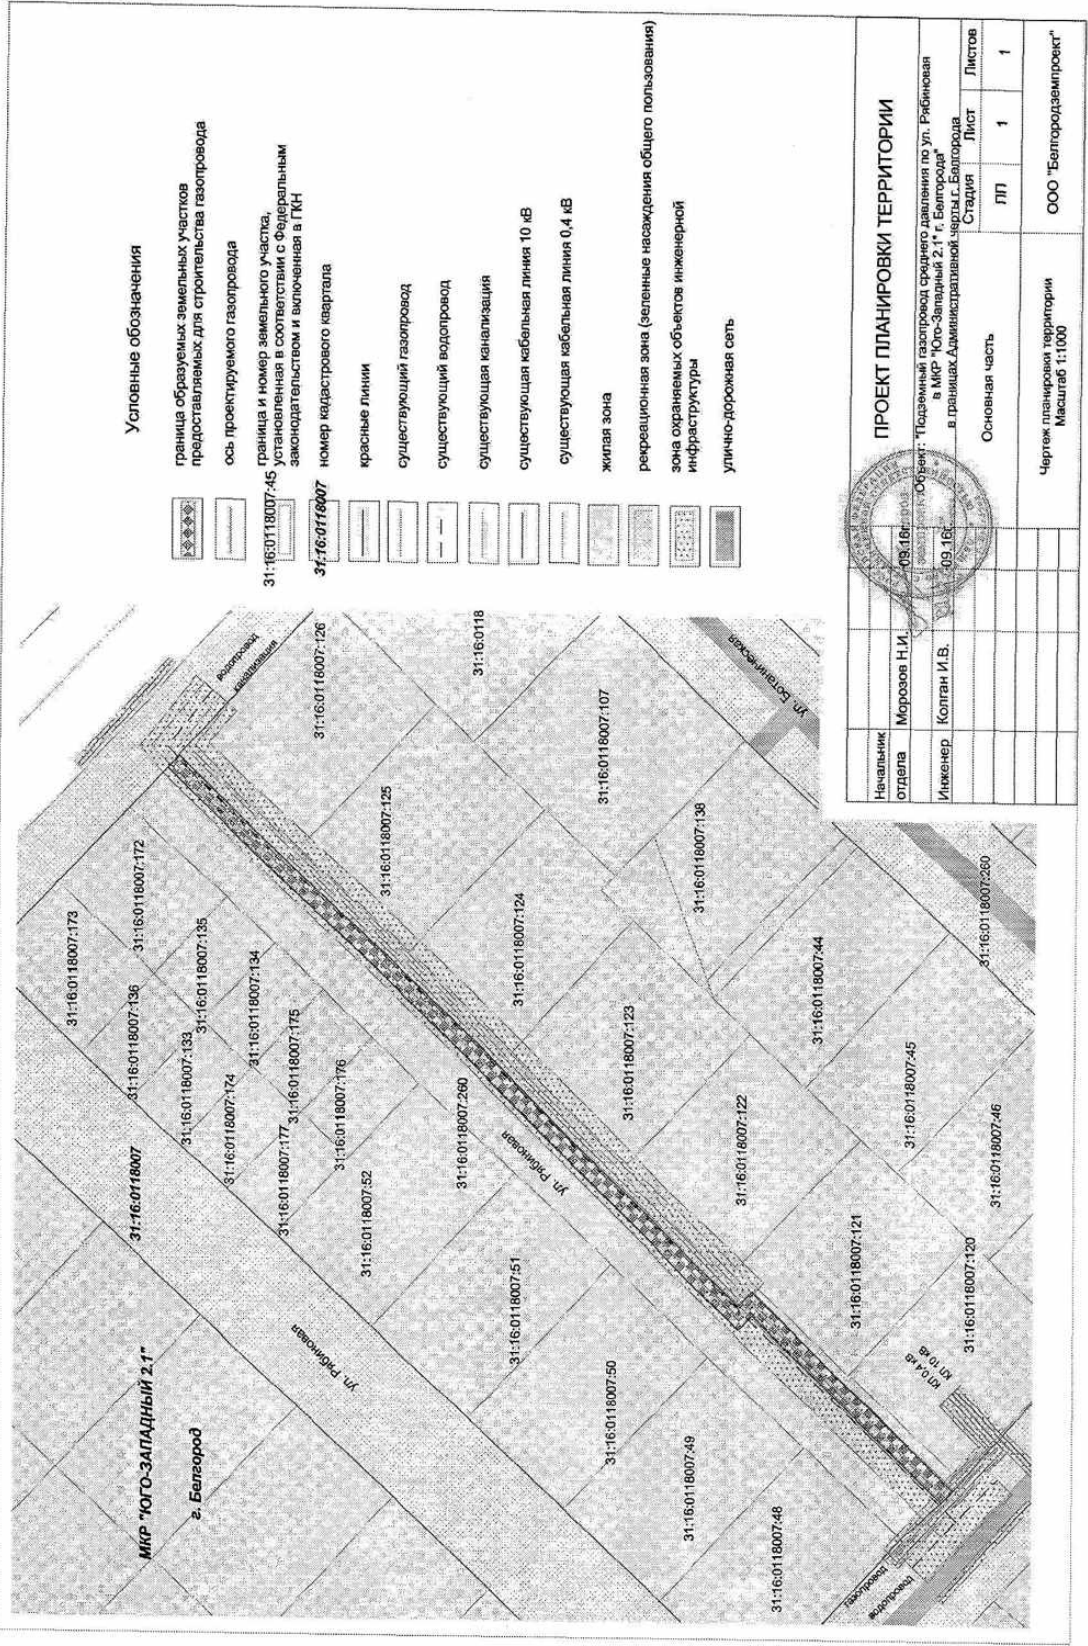 МКР "ЮГО-ЗАПАДНЫЙ 2.1"
г. Белгород
31:16:0118007
31:16:0118007:173
31:16:0118007:172
31:16:0118007:136
31:16:0118007:135
31:16:0118007:133
31:16:0118007:134
31:16:0118007:174
31:16:0118007:175
31:16:0118007:177
31:16:0118007:176
31:16:0118007:52
31:16:0118007:260
31:16:0118007:51
31:16:0118007:50
31:16:0118007:49
31:16:0118007:48
ул. Рябиновая
ул. Рябиновая
водопровод
канализация
31:16:0118007:126
31:16:0118
31:16:0118007:125
31:16:0118007:107
31:16:0118007:124
31:16:0118007:138
31:16:0118007:123
31:16:0118007:44
31:16:0118007:260
31:16:0118007:122
31:16:0118007:45
31:16:0118007:46
31:16:0118007:121
31:16:0118007:120
ул. Ботаническая
КЛ 0,4 кВ
КЛ 10 кВ
газопровод
водопровод
Условные обозначения
граница образуемых земельных участков
предоставляемых для строительства газопровода
ось проектируемого газопровода
31:16:0118007:45
граница и номер земельного участка,
установленная в соответствии с Федеральным
законодательством и включенная в ГКН
31:16:0118007
номер кадастрового квартала
красные линии
существующий газопровод
существующий водопровод
существующая канализация
существующая кабельная линия 10 кВ
существующая кабельная линия 0,4 кВ
жилая зона
рекреационная зона (зеленные насаждения общего пользования)
зона охраняемых объектов инженерной
инфраструктуры
улично-дорожная сеть
ПРОЕКТ ПЛАНИРОВКИ ТЕРРИТОРИИ
Объект: "Подземный газопровод среднего давления по ул. Рябиновая
в МКР "Юго-Западный 2.1" г. Белгорода"
в границах Административной черты г. Белгорода
Начальник
отдела
Морозов Н.И.
09.16г.
Инженер
Колган И.В.
09.16г.
Основная часть
Стадия
Лист
Листов
ПП
1
1
Чертеж планировки территории
Масштаб 1:1000
ООО "Белгородземпроект"